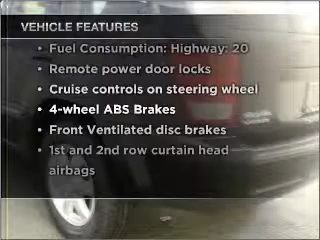 VEHICLE FEATURES
• Fuel Consumption: Highway: 20
• Remote power door locks
• Cruise controls on steering wheel
• 4-wheel ABS Brakes
• Front Ventilated disc brakes
• 1st and 2nd row curtain head
airbags